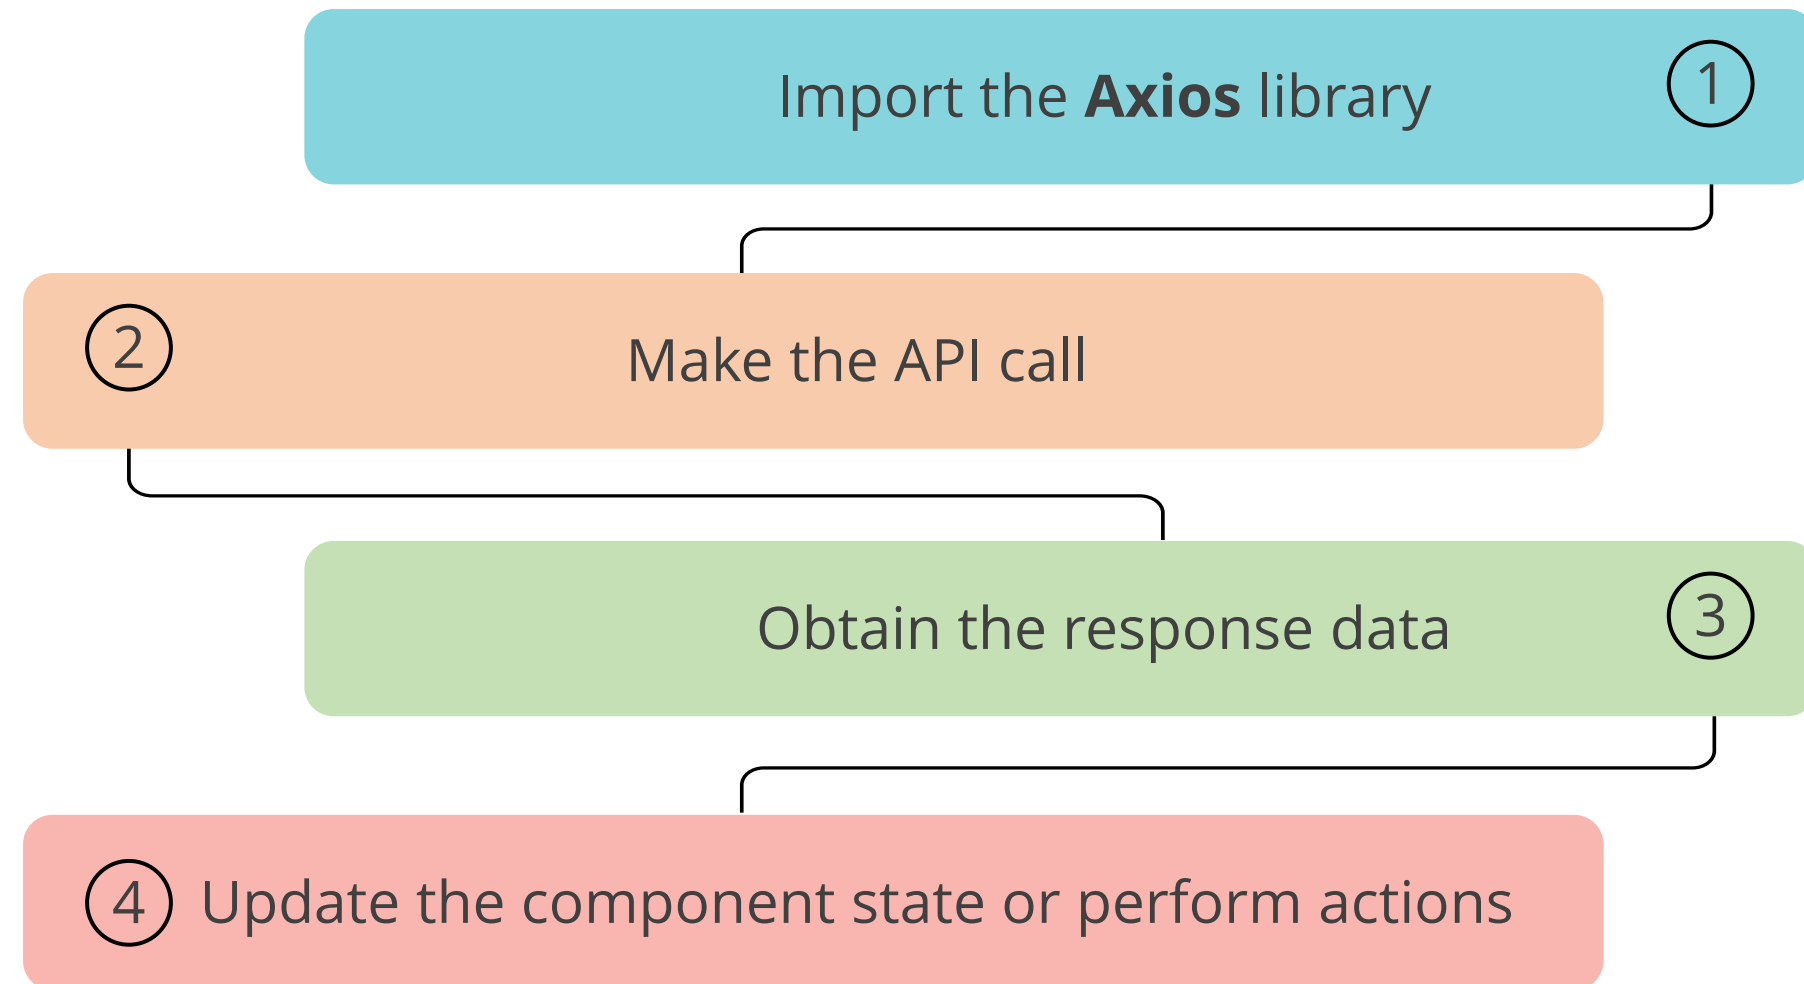 Import the Axios library
1
2
Make the API call
Obtain the response data
3
4
Update the component state or perform actions